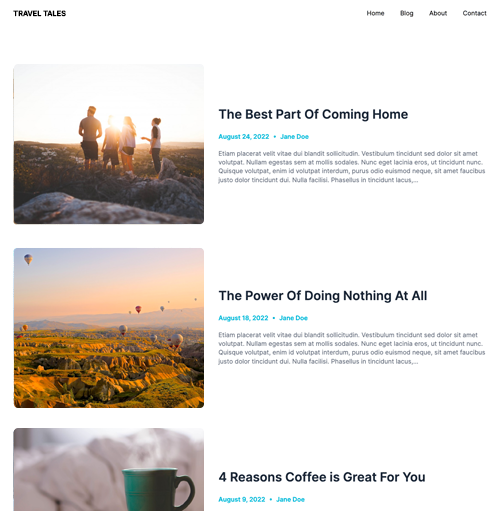 TRAVEL TALES
Home Blog About Contact
The Best Part Of Coming Home
August 24, 2022 • Jane Doe
Etiam placerat velit vitae dui blandit sollicitudin. Vestibulum tincidunt sed dolor sit amet
volutpat. Nullam egestas sem at mollis sodales. Nunc eget lacinia eros, ut tincidunt nunc.
Quisque volutpat, enim id volutpat interdum, purus odio euismod neque, sit amet faucibus
justo dolor tincidunt dui. Nulla facilisi. Phasellus in tincidunt lacus,...
The Power Of Doing Nothing At All
August 18, 2022 • Jane Doe
Etiam placerat velit vitae dui blandit sollicitudin. Vestibulum tincidunt sed dolor sit amet
volutpat. Nullam egestas sem at mollis sodales. Nunc eget lacinia eros, ut tincidunt nunc.
Quisque volutpat, enim id volutpat interdum, purus odio euismod neque, sit amet faucibus
justo dolor tincidunt dui. Nulla facilisi. Phasellus in tincidunt lacus,...
4 Reasons Coffee is Great For You
August 9, 2022 • Jane Doe